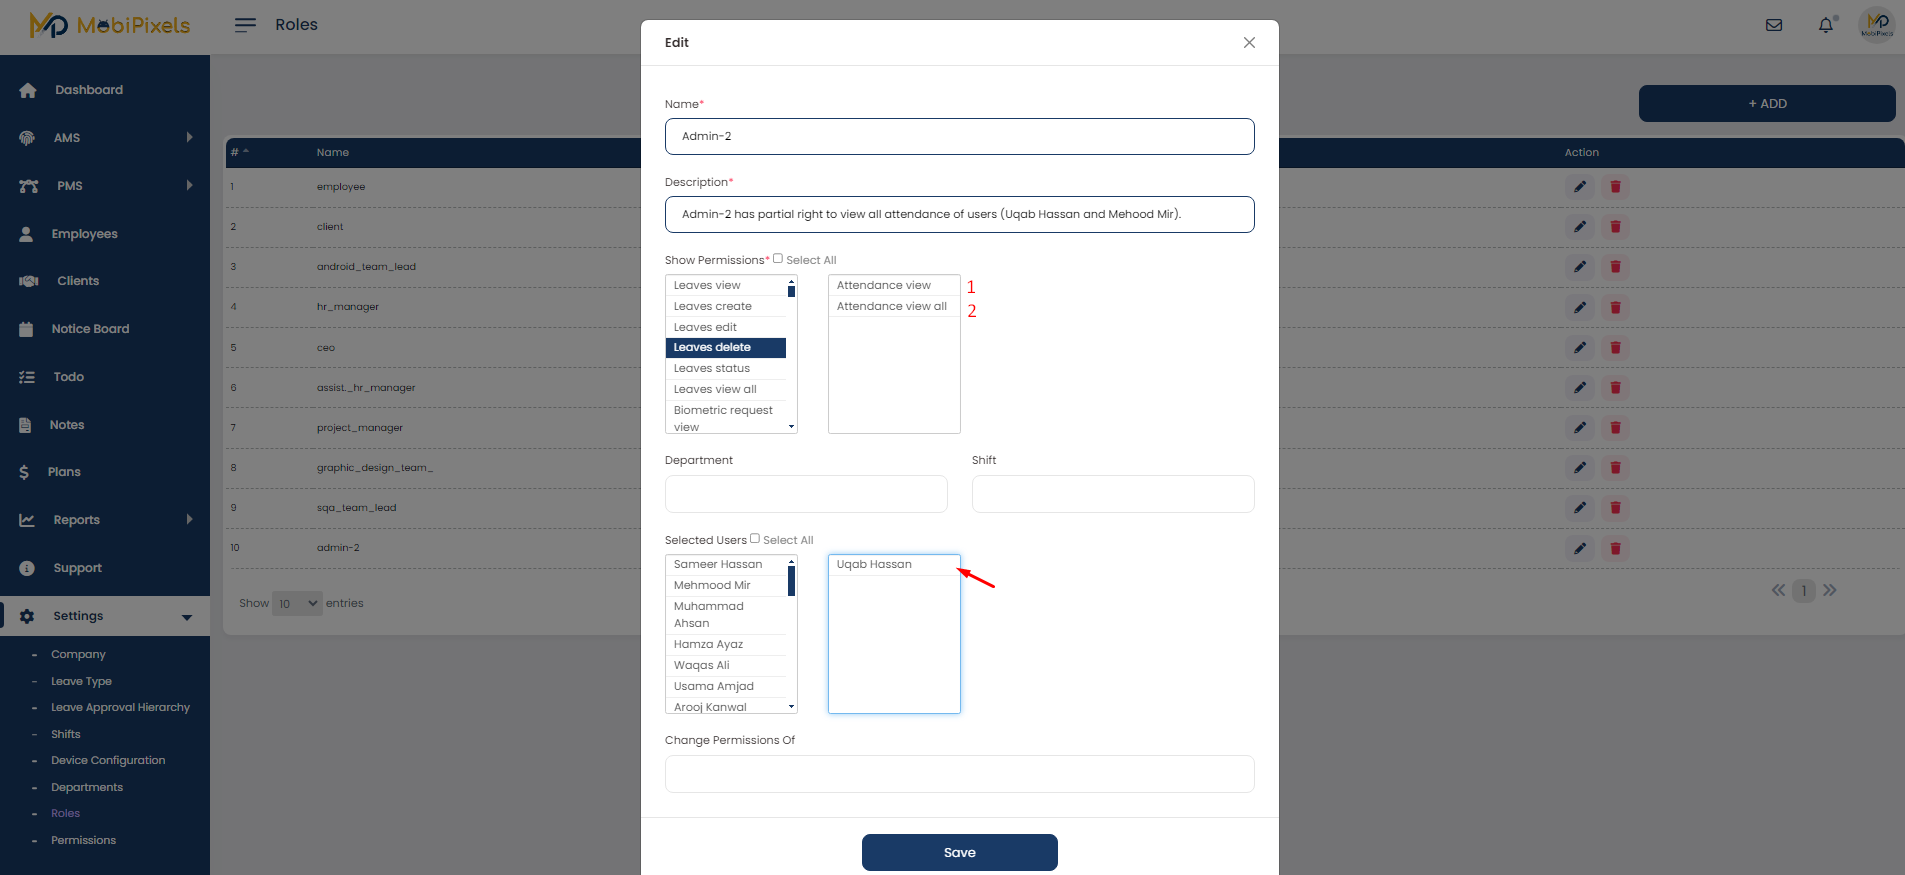 MobiPixels
Roles
MobiPixels
Dashboard
AMS
PMS
Employees
Clients
Notice Board
Todo
Notes
Plans
Reports
Support
Settings
- Company
- Leave Type
- Leave Approval Hierarchy
- Shifts
- Device Configuration
- Departments
- Roles
- Permissions
+ ADD
# Name Action
1 employee
2 client
3 android_team_lead
4 hr_manager
5 ceo
6 assist._hr_manager
7 project_manager
8 graphic_design_team_
9 sqa_team_lead
10 admin-2
Show 10 entries
1
Edit
Name*
Admin-2
Description*
Admin-2 has partial right to view all attendance of users (Uqab Hassan and Mehood Mir).
Show Permissions* Select All
Leaves view
Leaves create
Leaves edit
Leaves delete
Leaves status
Leaves view all
Biometric request
view
Attendance view 1
Attendance view all 2
Department
Shift
Selected Users Select All
Sameer Hassan
Mehmood Mir
Muhammad
Ahsan
Hamza Ayaz
Waqas Ali
Usama Amjad
Arooj Kanwal
Uqab Hassan
Change Permissions Of
Save